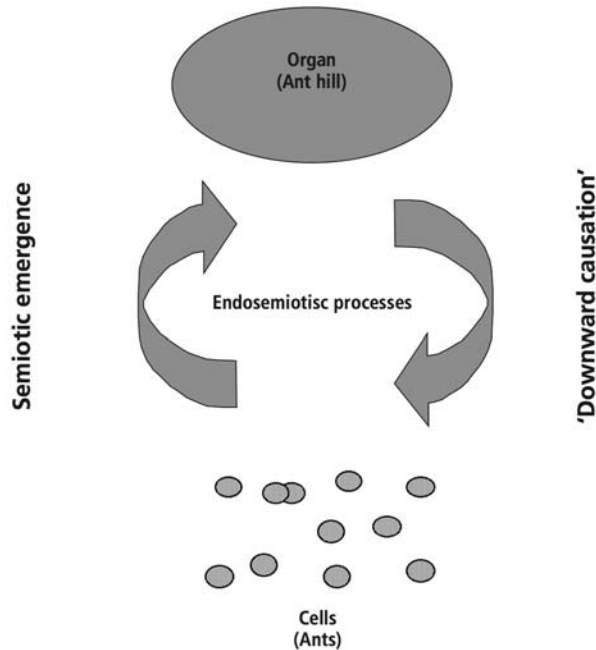 Organ
(Ant hill)
Semiotic emergence
'Downward causation'
Endosemiotisc processes
Cells
(Ants)